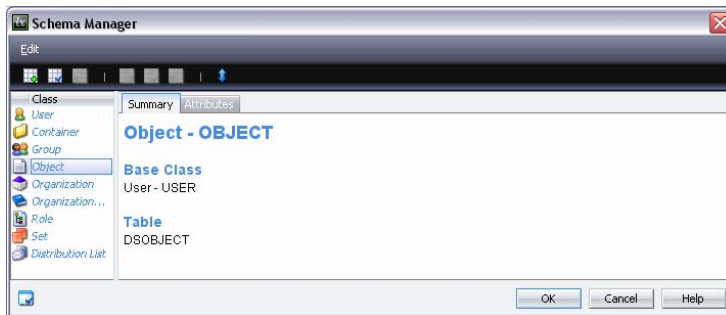 Schema Manager
Edit
Class
User
Container
Group
Object
Organization
Organization...
Role
Set
Distribution List
Summary
Attributes
Object - OBJECT
Base Class
User - USER
Table
DSOBJECT
OK
Cancel
Help